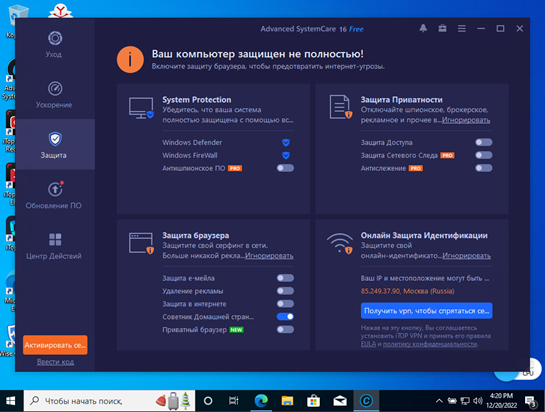 Advanced SystemCare 16 Free
Уход
Ускорение
Защита
Обновление ПО
Центр Действий
Активировать се...
Ввести код
Ваш компьютер защищен не полностью!
Включите защиту браузера, чтобы предотвратить интернет-угрозы.
System Protection
Убедитесь, что ваша система
полностью защищена с помощью вс...
Windows Defender
Windows FireWall
Антишпионское ПО PRO
Защита Приватности
Отключайте шпионское, брокерское,
рекламное и прочее в...Игнорировать
Защита Доступа
Защита Сетевого Следа PRO
Антислежение PRO
Защита браузера
Защитите свой серфинг в сети.
Больше никакой рекла...Игнорировать
Защита е-мейла
Удаление рекламы
Защита в интернете
Советник Домашней стран...
Приватный браузер NEW
Онлайн Защита Идентификации
Защитите свой
онлайн-идентификато...Игнорировать
Ваш IP и местоположение могут быть ...
85.249.37.90, Москва (Russia)
Получить vpn, чтобы спрятаться се...
Нажав на эту кнопку, Вы соглашаетесь
установить iTOP VPN и принять его правила
EULA и политику конфиденциальности.
CPU
Чтобы начать поиск,
4:20 PM
12/20/2022
3